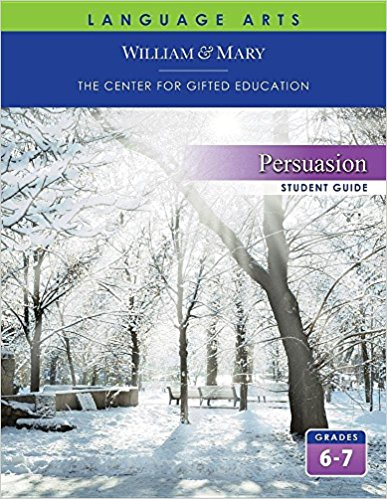 LANGUAGE ARTS
WILLIAM & MARY
THE CENTER FOR GIFTED EDUCATION
Persuasion
STUDENT GUIDE
GRADES
6-7